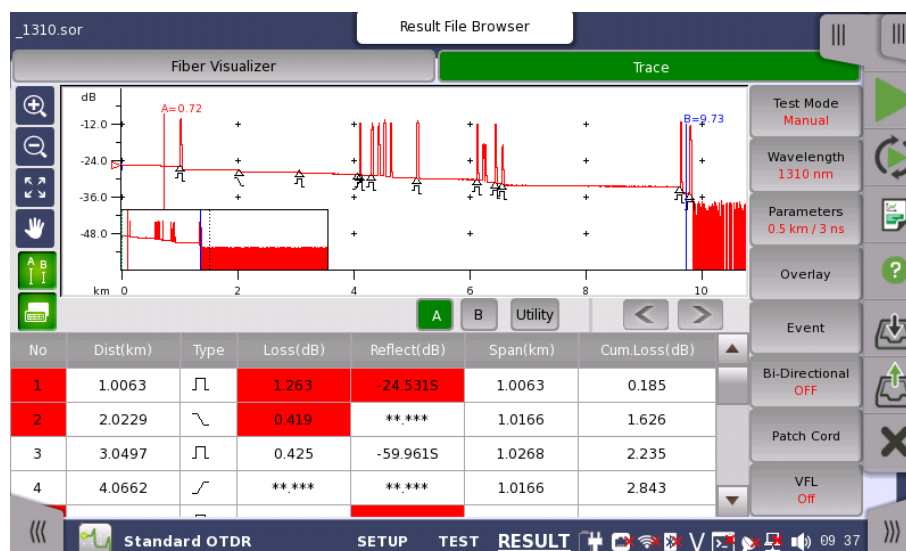 _1310.sor
Result File Browser
Fiber Visualizer
Trace
dB
-12.0
-24.0
-36.0
-48.0
A=0.72
B=9.73
km 0 2 4 6 8 10
A B
A B Utility
Test Mode
Manual
Wavelength
1310 nm
Parameters
0.5 km / 3 ns
Overlay
Event
Bi-Directional
OFF
Patch Cord
VFL
Off
No Dist(km) Type Loss(dB) Reflect(dB) Span(km) Cum.Loss(dB)
1 1.0063 1.263 -24.531S 1.0063 0.185
2 2.0229 0.419 **.*** 1.0166 1.626
3 3.0497 0.425 -59.961S 1.0268 2.235
4 4.0662 **.*** **.*** 1.0166 2.843
Standard OTDR SETUP TEST RESULT V 09 37